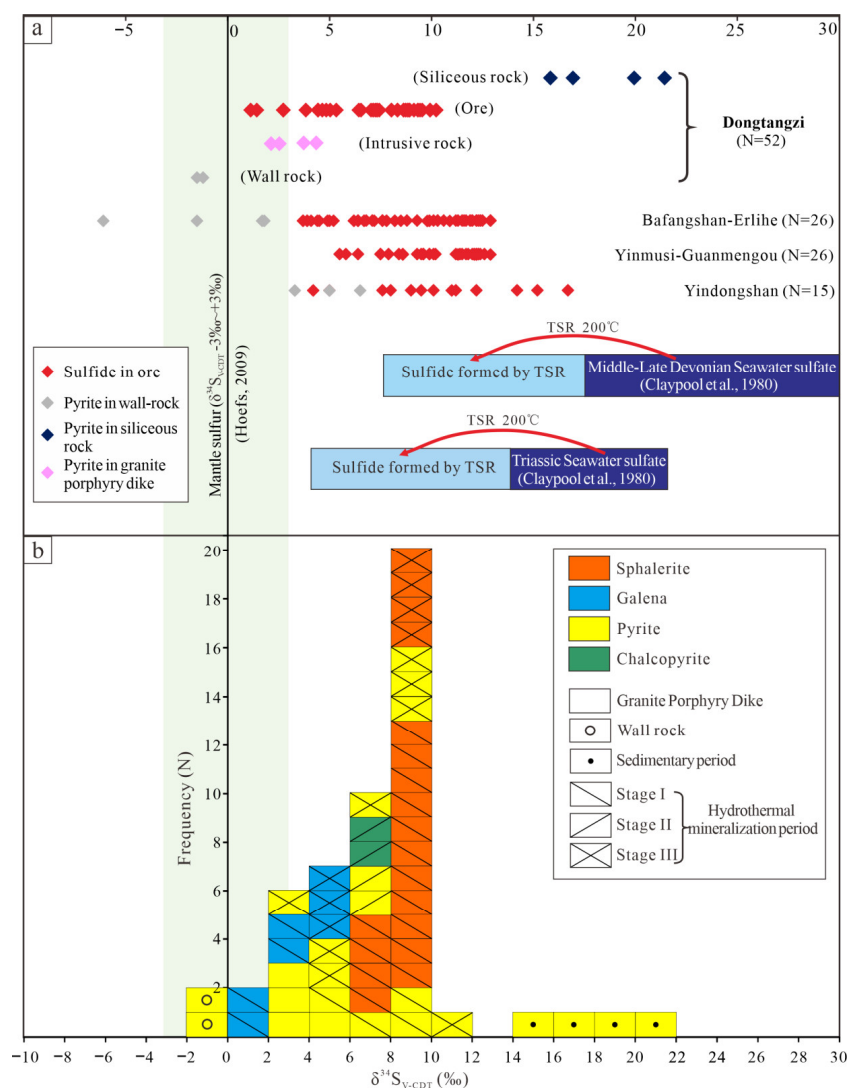 a
-5
0
5
10
15
20
25
30
(Siliceous rock)
(Ore)
Dongtangzi
(N=52)
(Intrusive rock)
(Wall rock)
Bafangshan-Erlihe (N=26)
Yinmusi-Guanmengou (N=26)
Yindongshan (N=15)
Mantle sulfur (δ³⁴S V-CDT -3‰~+3‰)
(Hoefs, 2009)
TSR 200℃
Sulfide formed by TSR
Middle-Late Devonian Seawater sulfate
(Claypool et al., 1980)
TSR 200℃
Sulfide formed by TSR
Triassic Seawater sulfate
(Claypool et al., 1980)
Sulfide in ore
Pyrite in wall-rock
Pyrite in siliceous
rock
Pyrite in granite
porphyry dike
b
20
18
16
14
12
10
8
6
4
2
Frequency (N)
Sphalerite
Galena
Pyrite
Chalcopyrite
Granite Porphyry Dike
Wall rock
Sedimentary period
Stage I
Stage II
Stage III
Hydrothermal
mineralization period
-10
-8
-6
-4
-2
0
2
4
6
8
10
12
14
16
18
20
22
24
26
28
30
δ³⁴S V-CDT (‰)